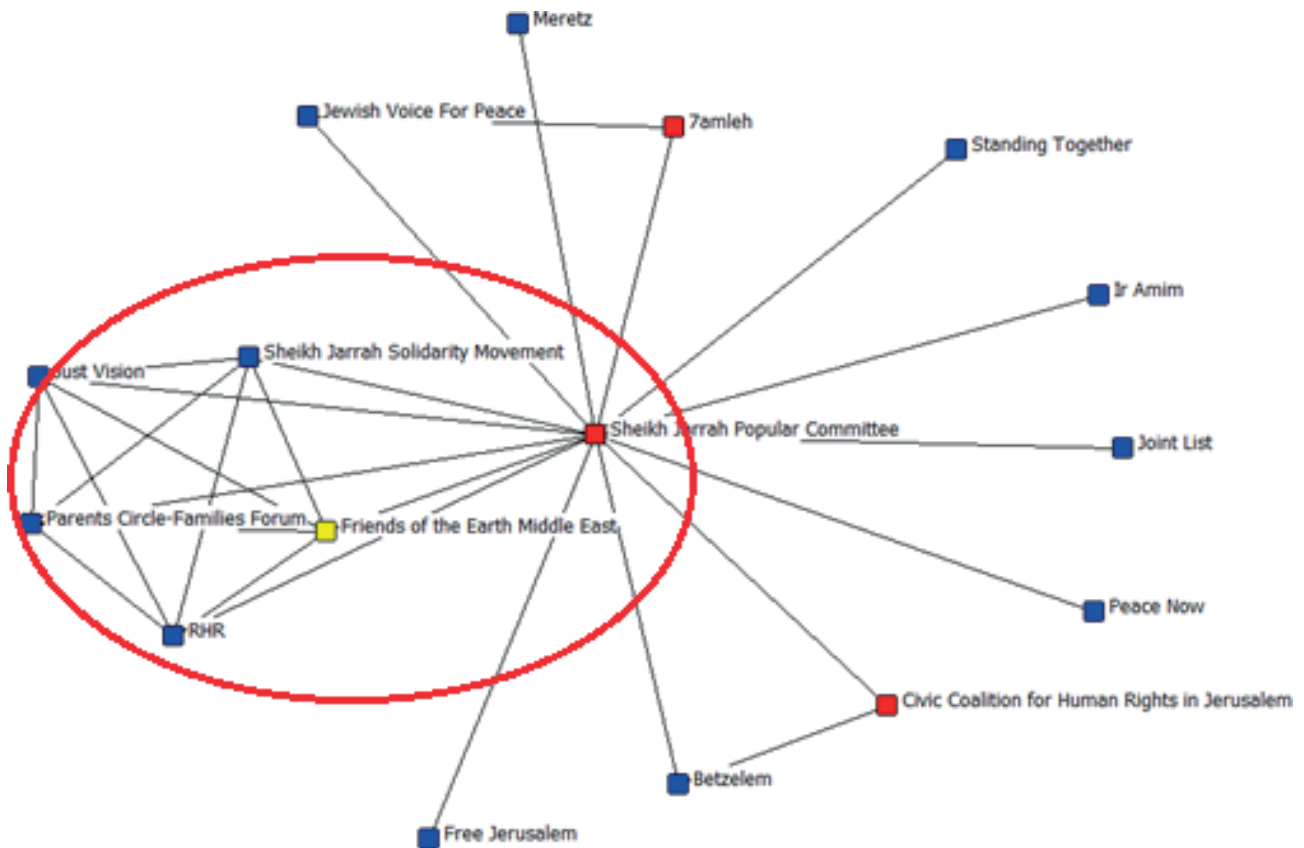 Meretz
Jewish Voice For Peace
7amleh
Standing Together
Ir Amim
Sheikh Jarrah Solidarity Movement
Just Vision
Sheikh Jarrah Popular Committee
Joint List
Parents Circle-Families Forum
Friends of the Earth Middle East
Peace Now
RHR
Civic Coalition for Human Rights in Jerusalem
Betzelem
Free Jerusalem